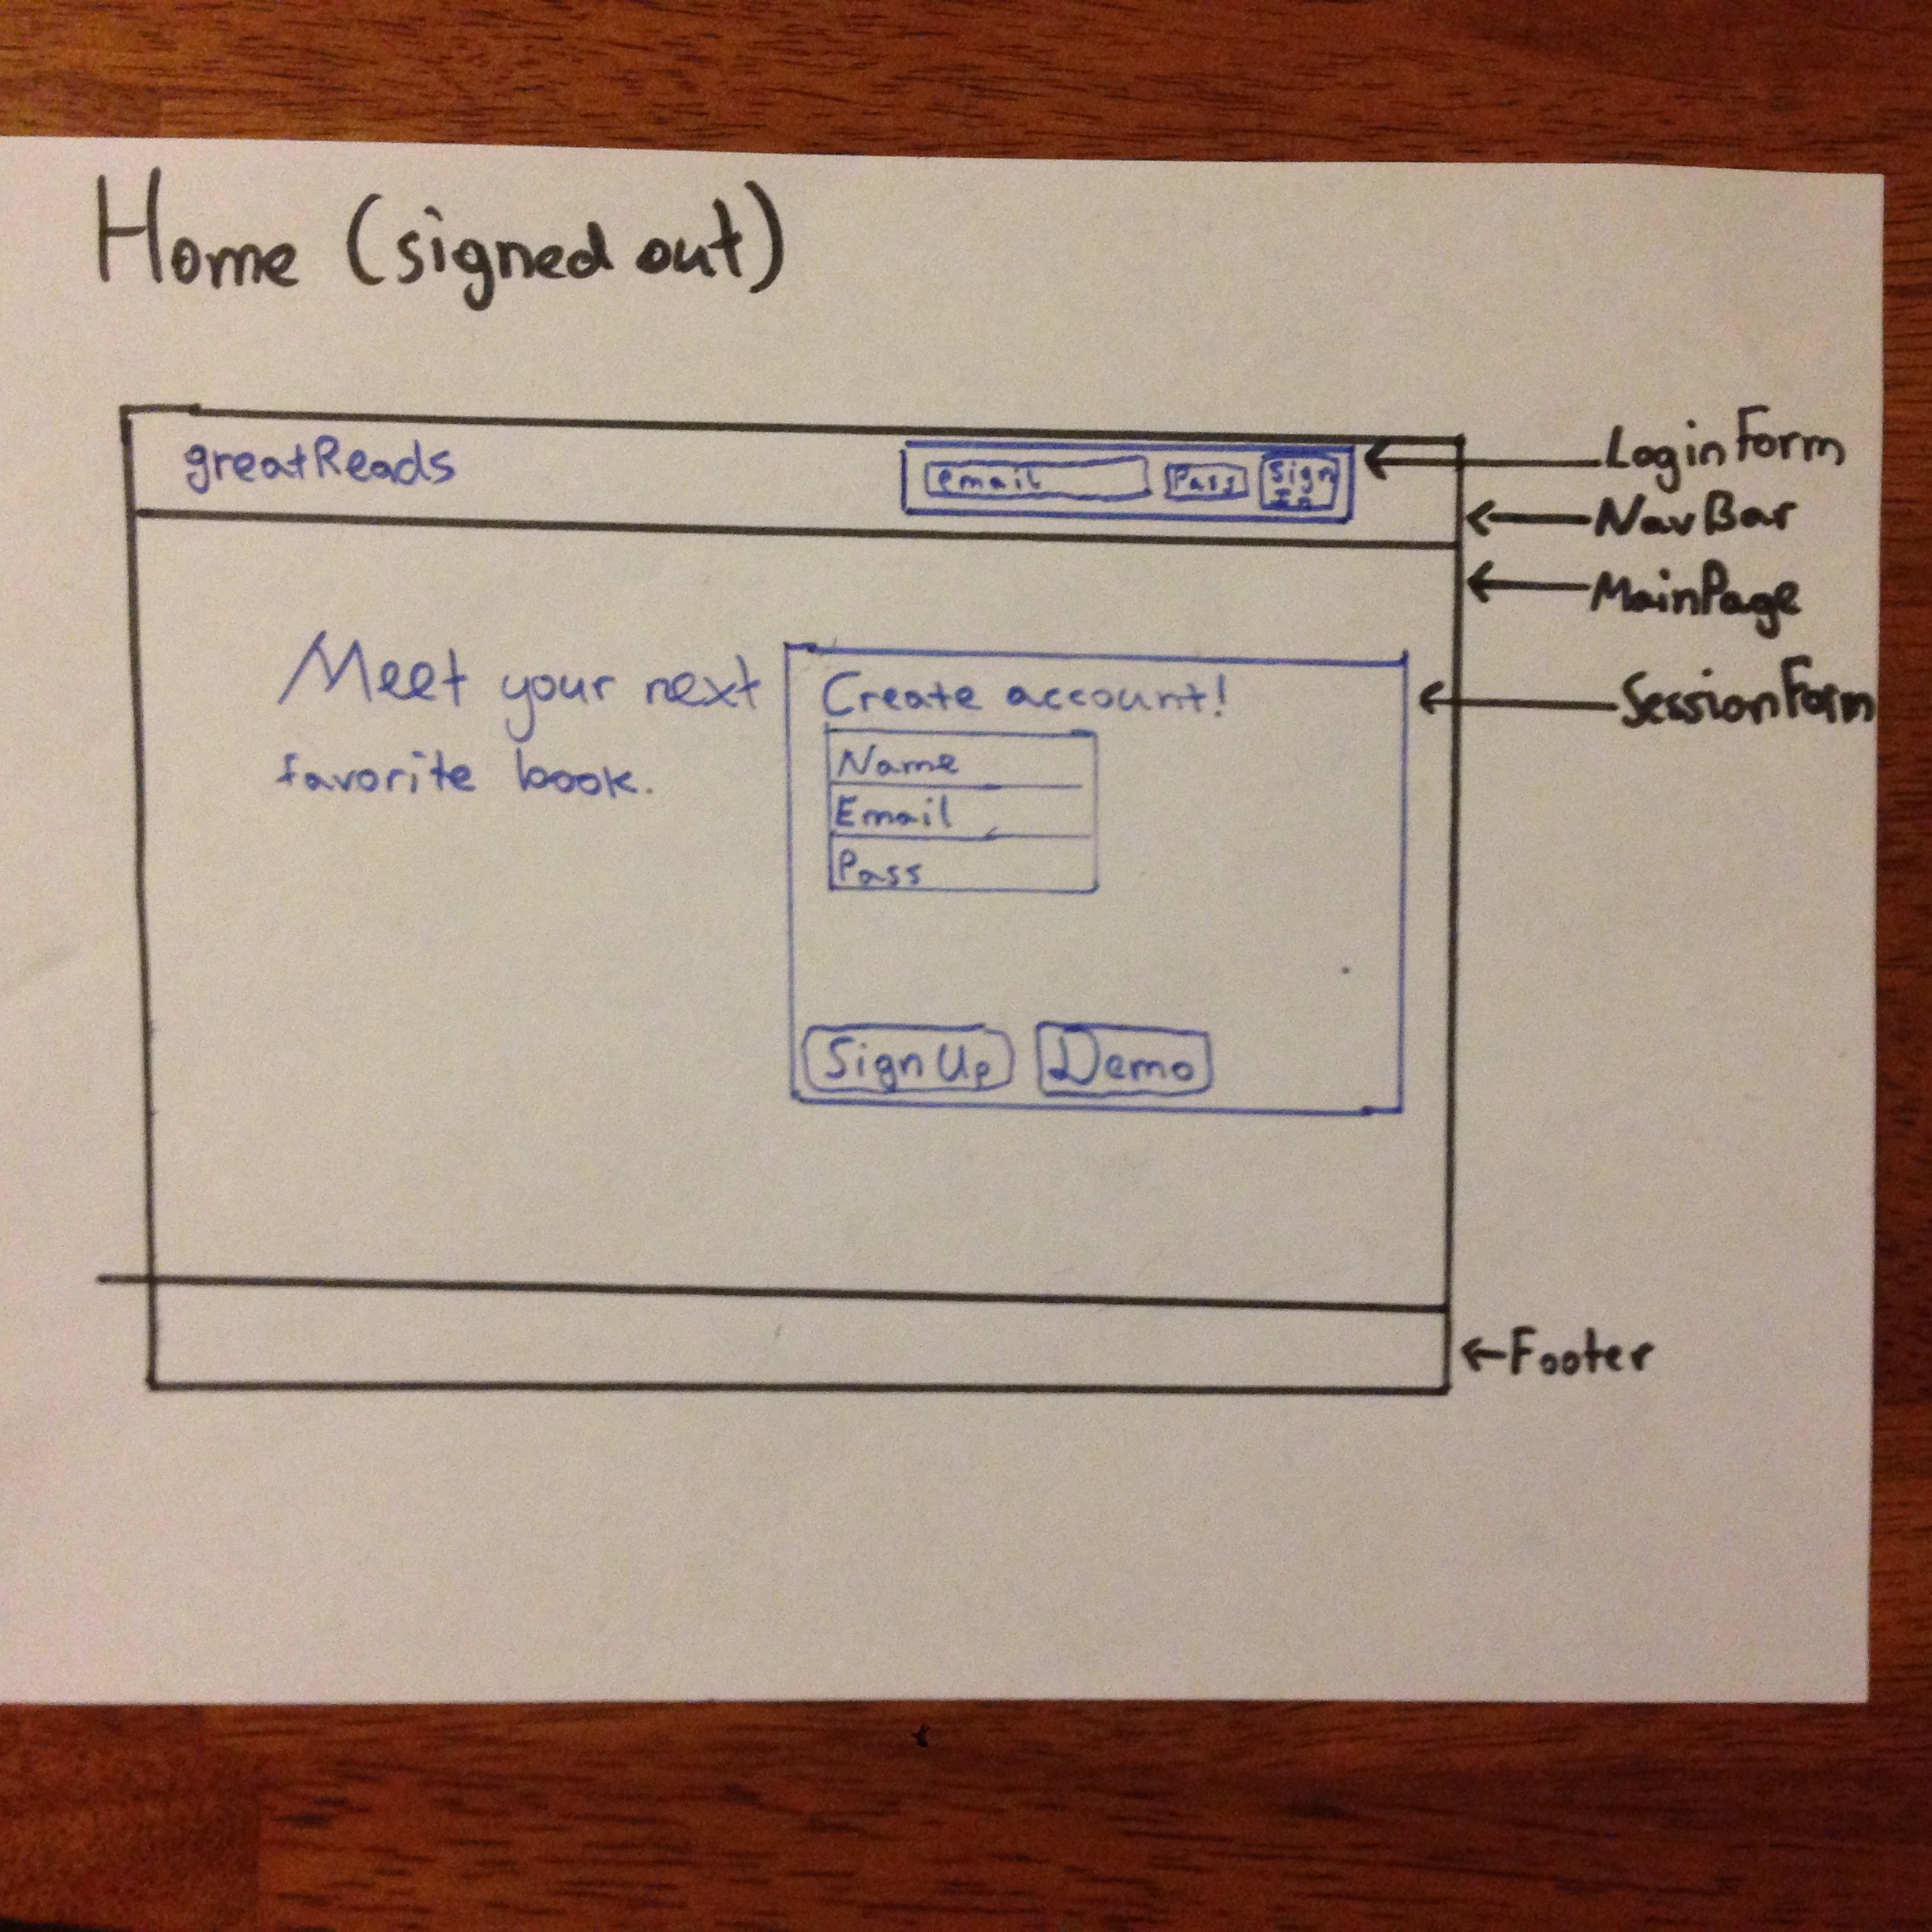 Home (signed out)
greatReads
email
Pass
Sign
In
LoginForm
NavBar
MainPage
Meet your next
favorite book.
Create account!
Name
Email
Pass
Sign Up
Demo
SessionForm
Footer